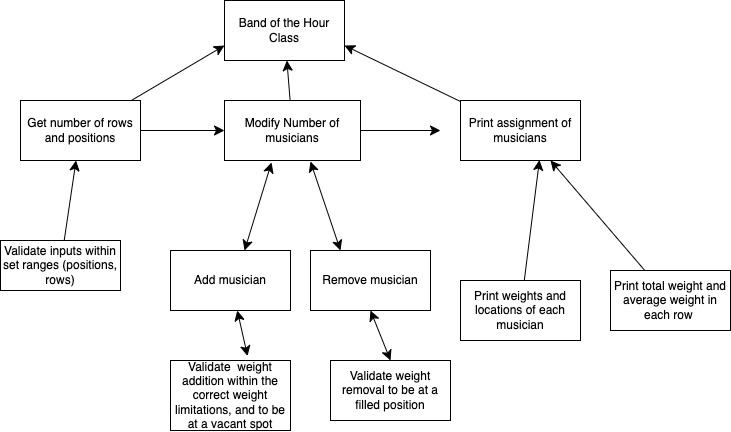 Band of the Hour
Class
Get number of rows
and positions
Modify Number of
musicians
Print assignment of
musicians
Validate inputs within
set ranges (positions,
rows)
Add musician
Remove musician
Print weights and
locations of each
musician
Print total weight and
average weight in
each row
Validate  weight
addition within the
correct weight
limitations, and to be
at a vacant spot
Validate weight
removal to be at a
filled position